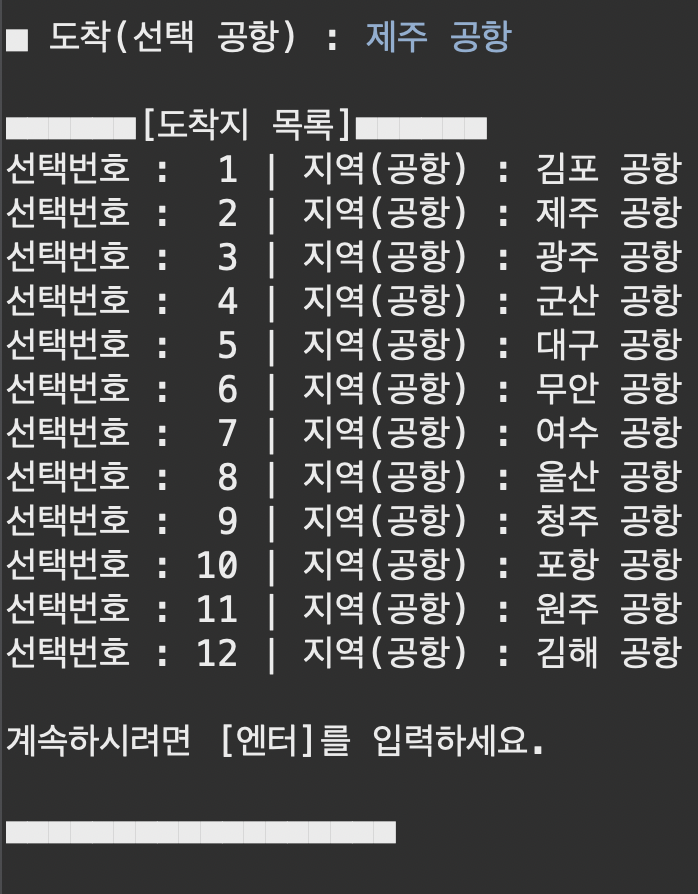 ■ 도착(선택 공항) : 제주 공항
■■■■■■[도착지 목록]■■■■■■
선택번호 :  1 | 지역(공항) : 김포 공항
선택번호 :  2 | 지역(공항) : 제주 공항
선택번호 :  3 | 지역(공항) : 광주 공항
선택번호 :  4 | 지역(공항) : 군산 공항
선택번호 :  5 | 지역(공항) : 대구 공항
선택번호 :  6 | 지역(공항) : 무안 공항
선택번호 :  7 | 지역(공항) : 여수 공항
선택번호 :  8 | 지역(공항) : 울산 공항
선택번호 :  9 | 지역(공항) : 청주 공항
선택번호 : 10 | 지역(공항) : 포항 공항
선택번호 : 11 | 지역(공항) : 원주 공항
선택번호 : 12 | 지역(공항) : 김해 공항
계속하시려면 [엔터]를 입력하세요.
■■■■■■■■■■■■■■■■■■